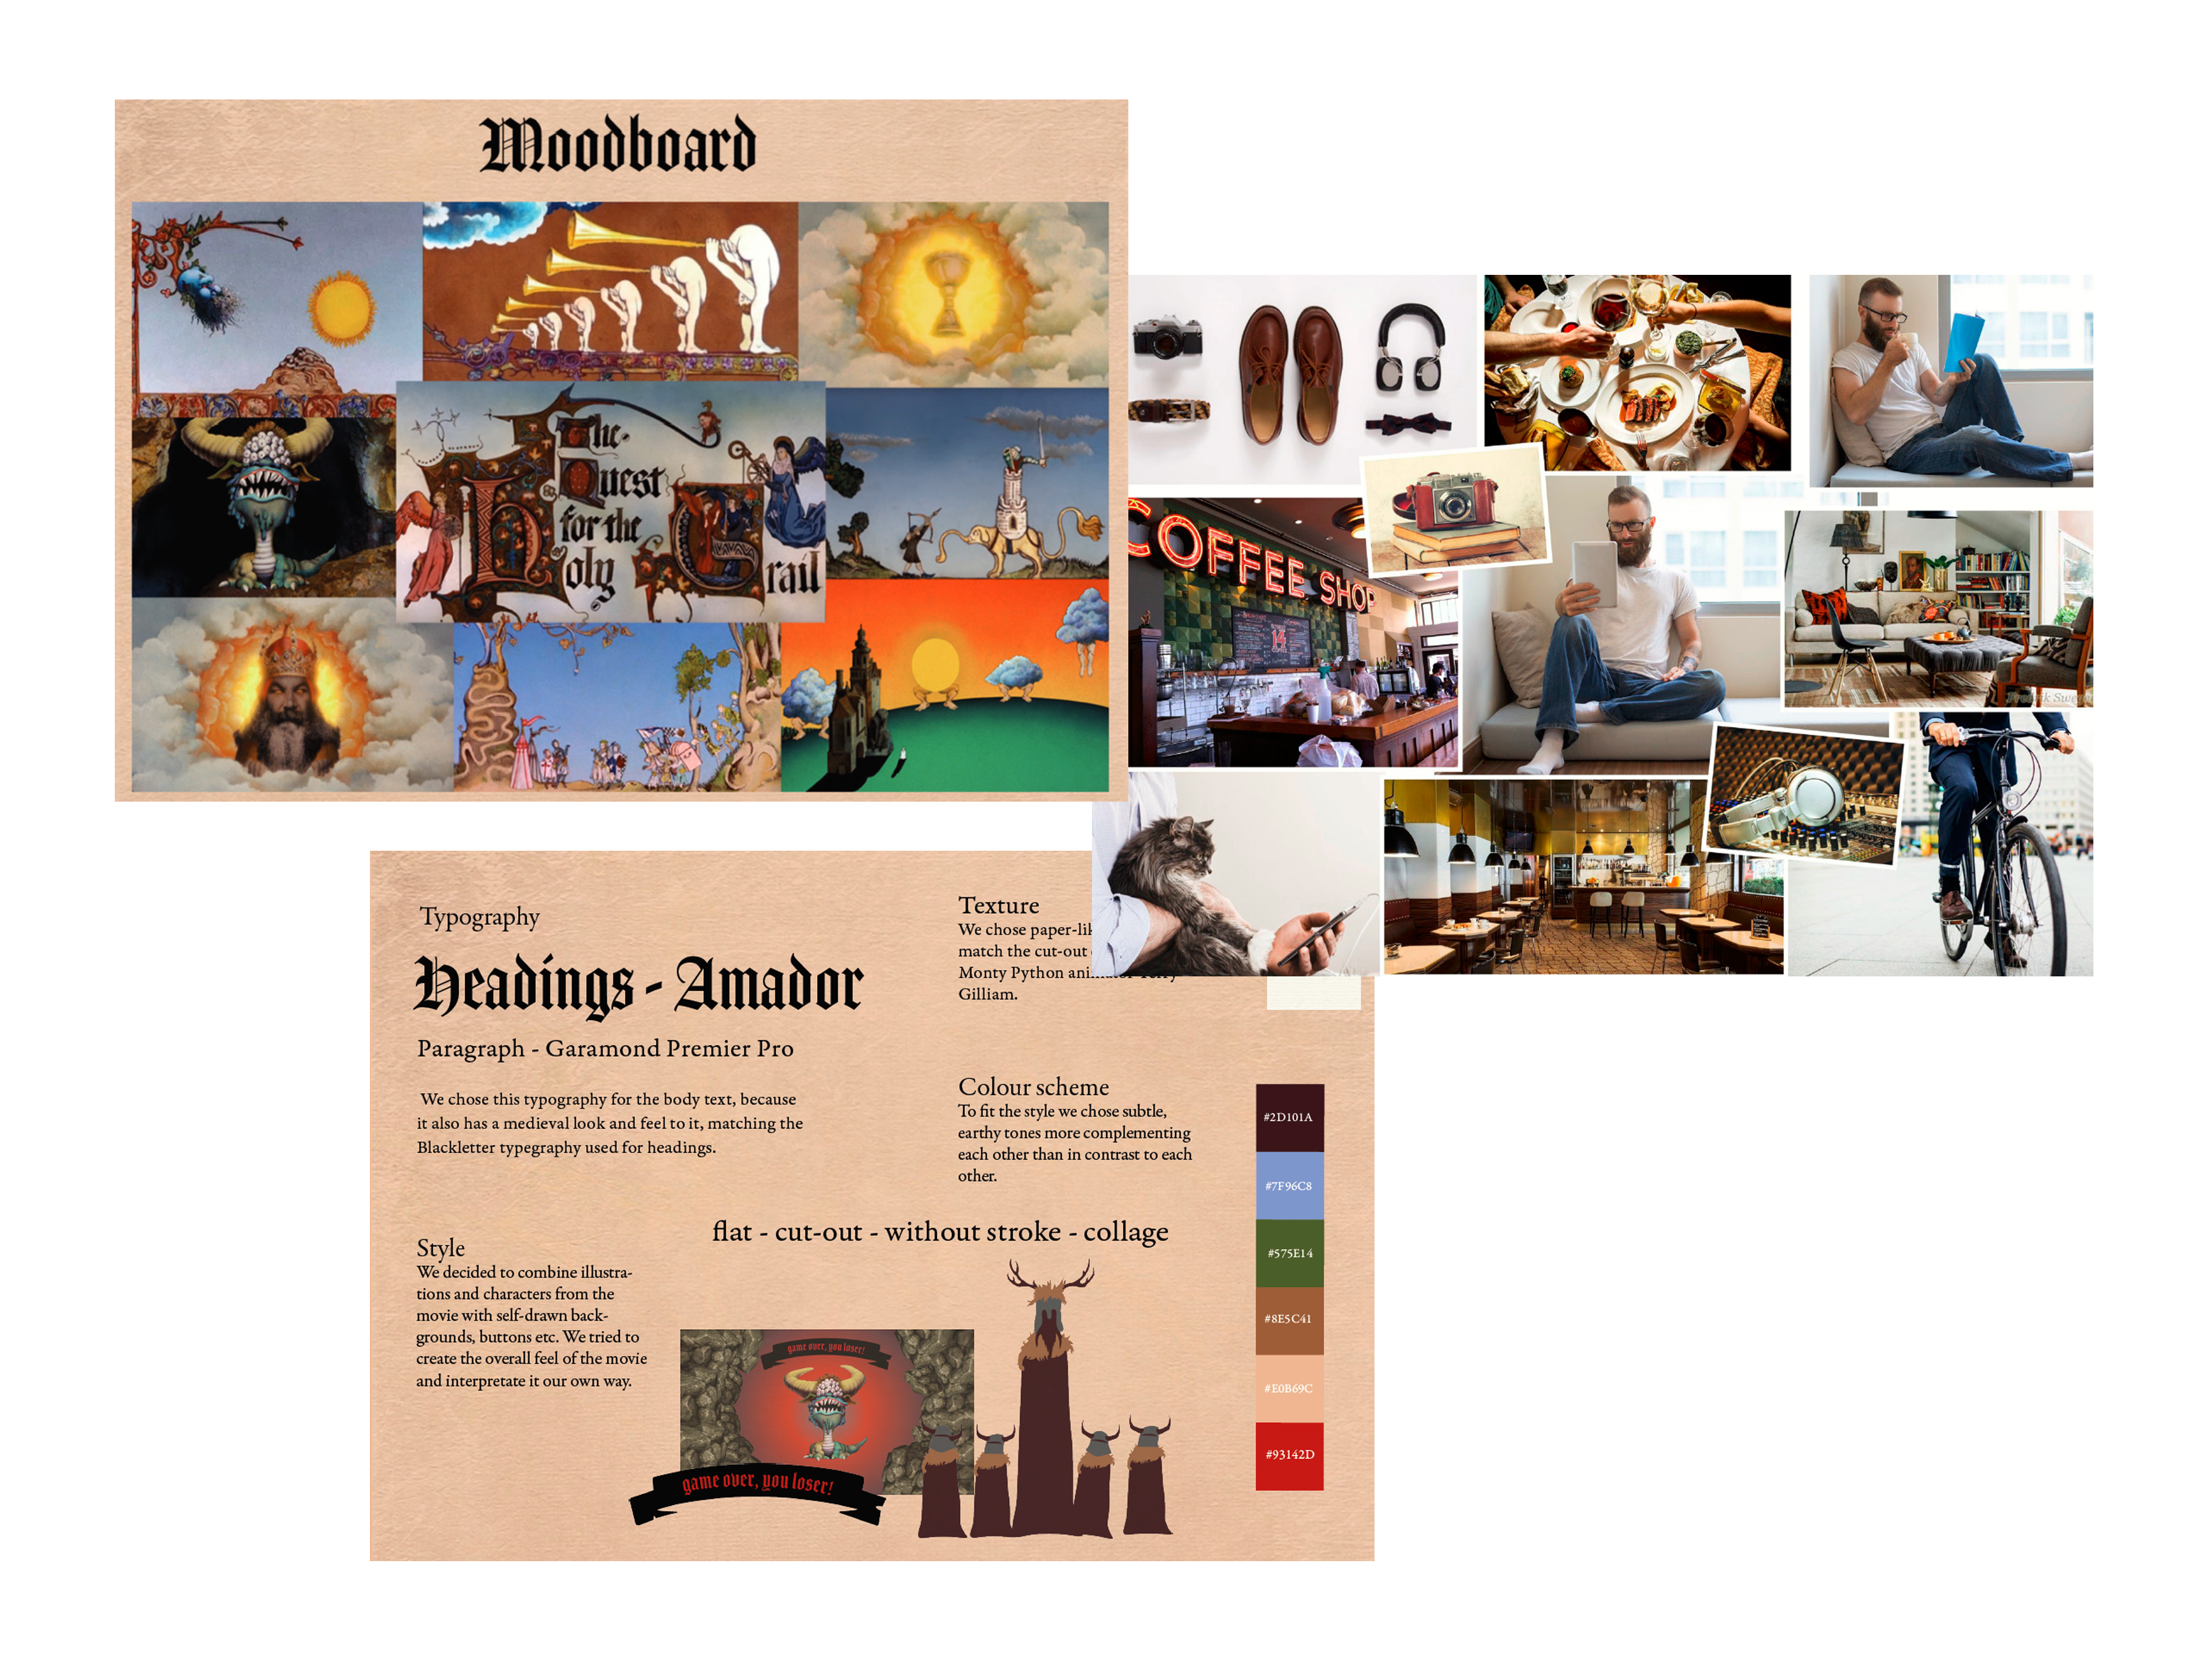 Moodboard
The
Quest
for the
Holy Grail
COFFEE SHOP
14
Typography
Headings - Amador
Paragraph - Garamond Premier Pro
We chose this typography for the body text, because
it also has a medieval look and feel to it, matching the
Blackletter typegraphy used for headings.
Style
We decided to combine illustra-
tions and characters from the
movie with self-drawn back-
grounds, buttons etc. We tried to
create the overall feel of the movie
and interpretate it our own way.
Texture
We chose paper-lik
match the cut-out
Monty Python animator Terry
Gilliam.
Colour scheme
To fit the style we chose subtle,
earthy tones more complementing
each other than in contrast to each
other.
flat - cut-out - without stroke - collage
game over, you loser!
game over, you loser!
#2D101A
#7F96C8
#575E14
#8E5C41
#E0B69C
#93142D